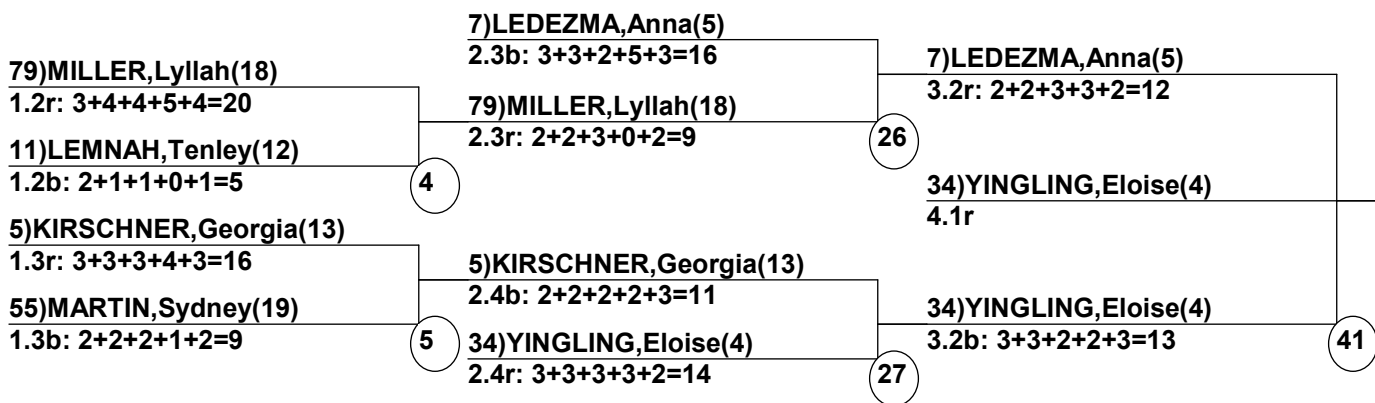 79)MILLER,Lyllah(18)
1.2r: 3+4+4+5+4=20
11)LEMNAH,Tenley(12)
1.2b: 2+1+1+0+1=5
4
5)KIRSCHNER,Georgia(13)
1.3r: 3+3+3+4+3=16
55)MARTIN,Sydney(19)
1.3b: 2+2+2+1+2=9
5
7)LEDEZMA,Anna(5)
2.3b: 3+3+2+5+3=16
79)MILLER,Lyllah(18)
2.3r: 2+2+3+0+2=9
26
5)KIRSCHNER,Georgia(13)
2.4b: 2+2+2+2+3=11
34)YINGLING,Eloise(4)
2.4r: 3+3+3+3+2=14
27
7)LEDEZMA,Anna(5)
3.2r: 2+2+3+3+2=12
34)YINGLING,Eloise(4)
4.1r
34)YINGLING,Eloise(4)
3.2b: 3+3+2+2+3=13
41